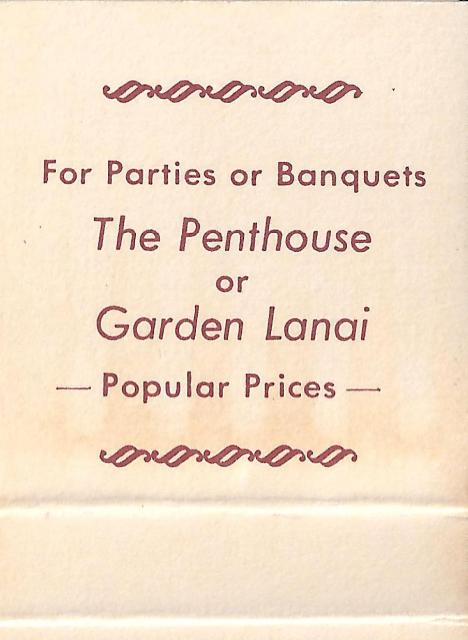 For Parties or Banquets
The Penthouse
or
Garden Lanai
— Popular Prices —